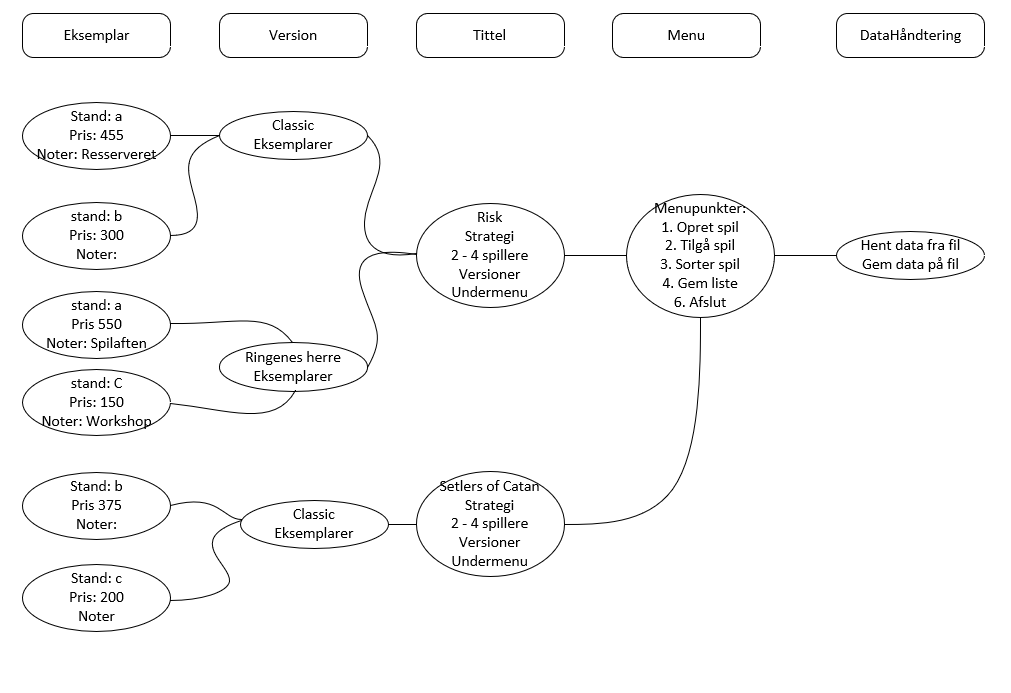 Eksemplar
Version
Tittel
Menu
DataHåndtering
Stand: a
Pris: 455
Noter: Resserveret
stand: b
Pris: 300
Noter:
stand: a
Pris 550
Noter: Spilaften
stand: C
Pris: 150
Noter: Workshop
Stand: b
Pris 375
Noter:
Stand: c
Pris: 200
Noter
Classic
Eksemplarer
Ringenes herre
Eksemplarer
Classic
Eksemplarer
Risk
Strategi
2 - 4 spillere
Versioner
Undermenu
Setlers of Catan
Strategi
2 - 4 spillere
Versioner
Undermenu
Menupunkter:
1. Opret spil
2. Tilgå spil
3. Sorter spil
4. Gem liste
6. Afslut
Hent data fra fil
Gem data på fil